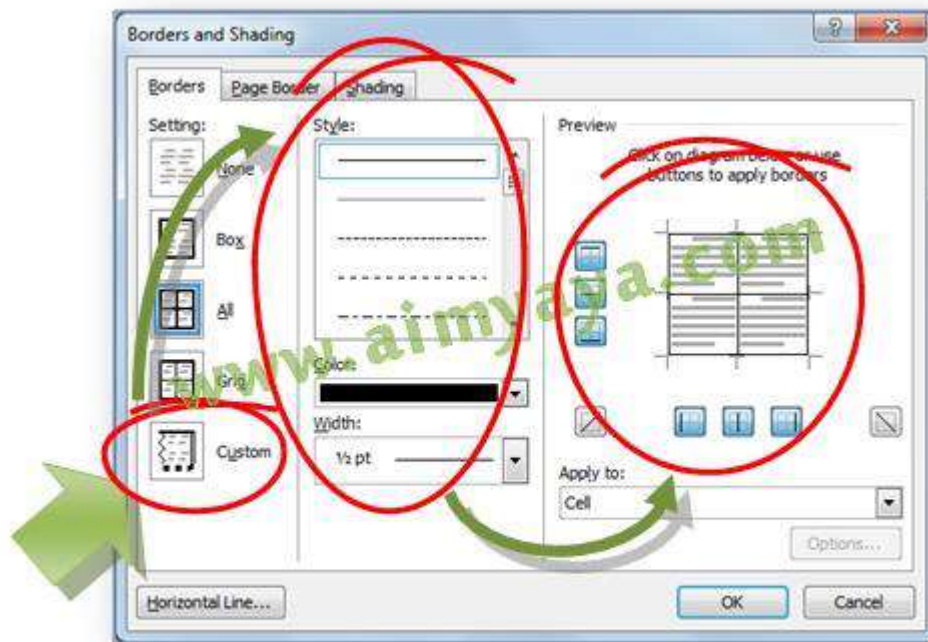 Borders and Shading
Borders
Page Border
Shading
Setting:
None
Box
All
Grid
Custom
Style:
Color:
Width:
½ pt
Preview
Click on diagram below or use
buttons to apply borders
Apply to:
Cell
Options...
Horizontal Line...
OK
Cancel
www.aimyaya.com